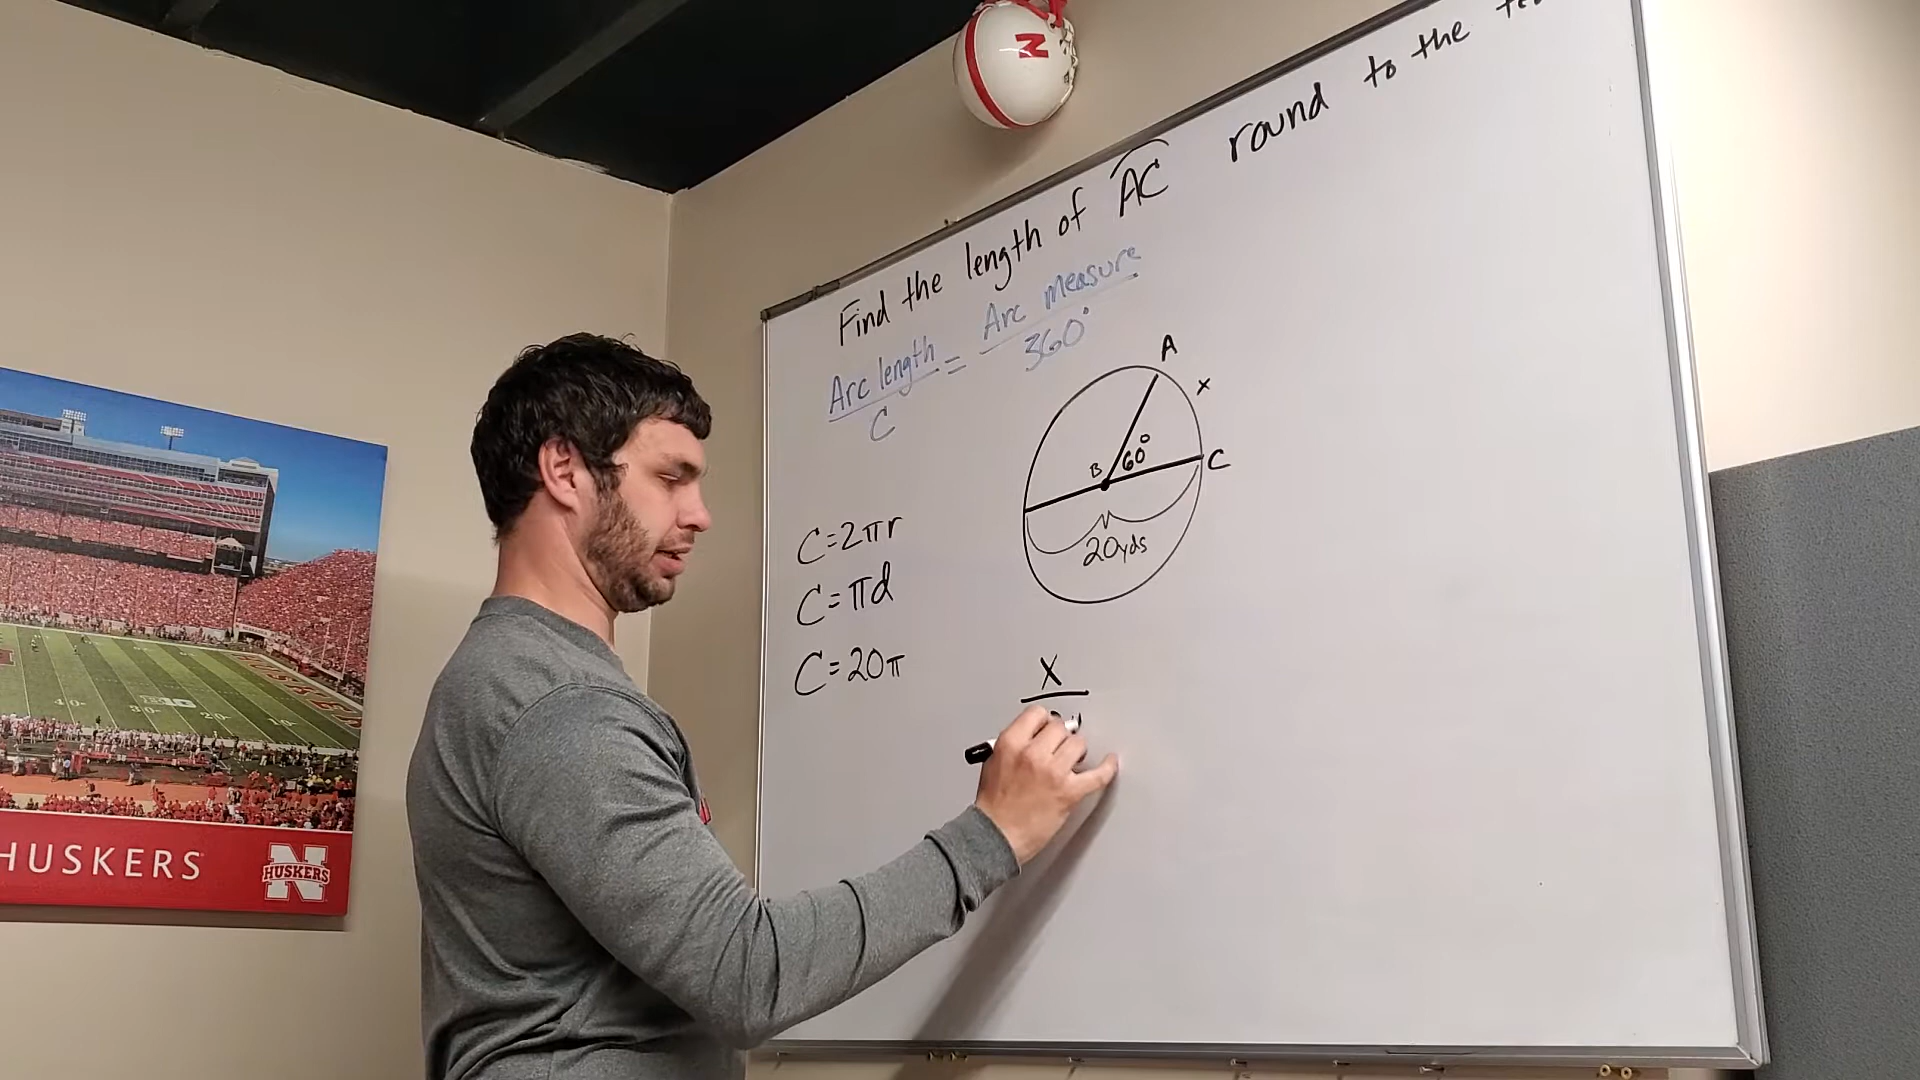 N
Find the length of AC round to the
Arc length = Arc measure
C 360°
A
x
B 60° C
20yds
C=2πr
C=πd
C=20π
X
HUSKERS
N
HUSKERS